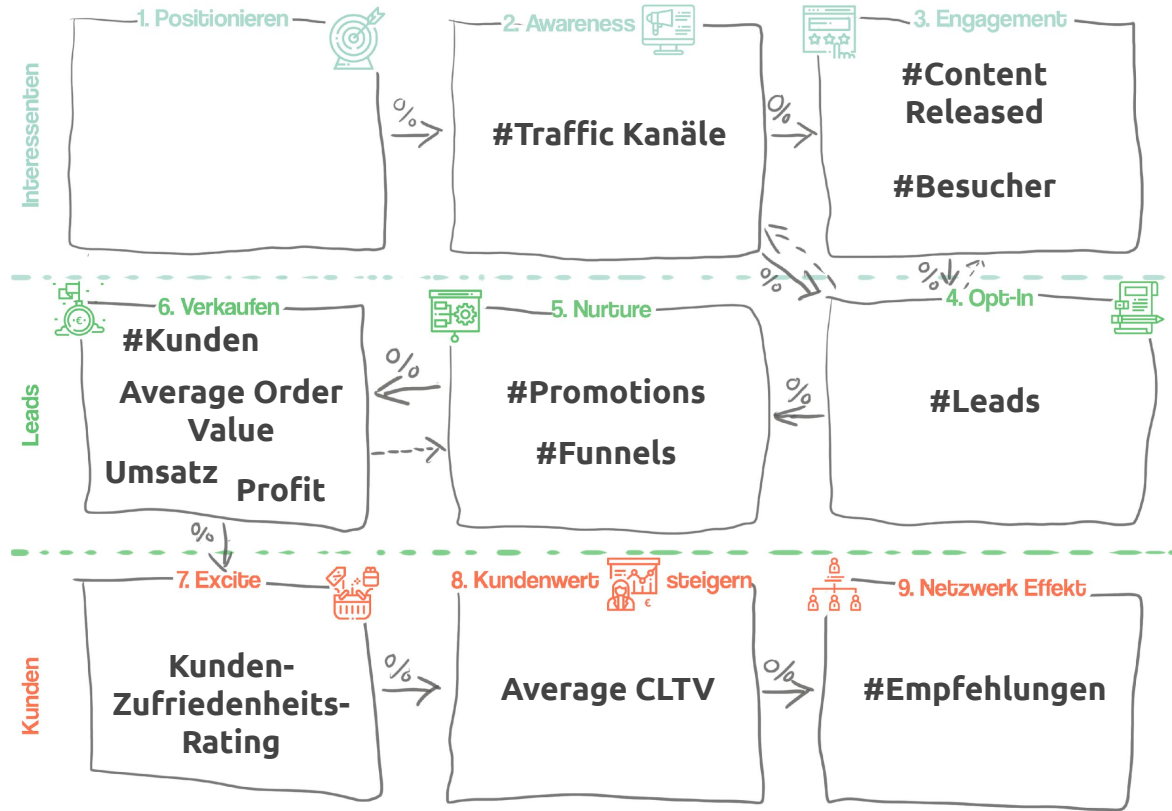 Interessenten
1. Positionieren
%
2. Awareness
#Traffic Kanäle
%
3. Engagement
#Content
Released
#Besucher
%
%
Leads
6. Verkaufen
#Kunden
Average Order
Value
Umsatz
Profit
%
5. Nurture
#Promotions
#Funnels
%
4. Opt-In
#Leads
%
Kunden
7. Excite
Kunden-
Zufriedenheits-
Rating
%
8. Kundenwert steigern
€
Average CLTV
%
9. Netzwerk Effekt
#Empfehlungen